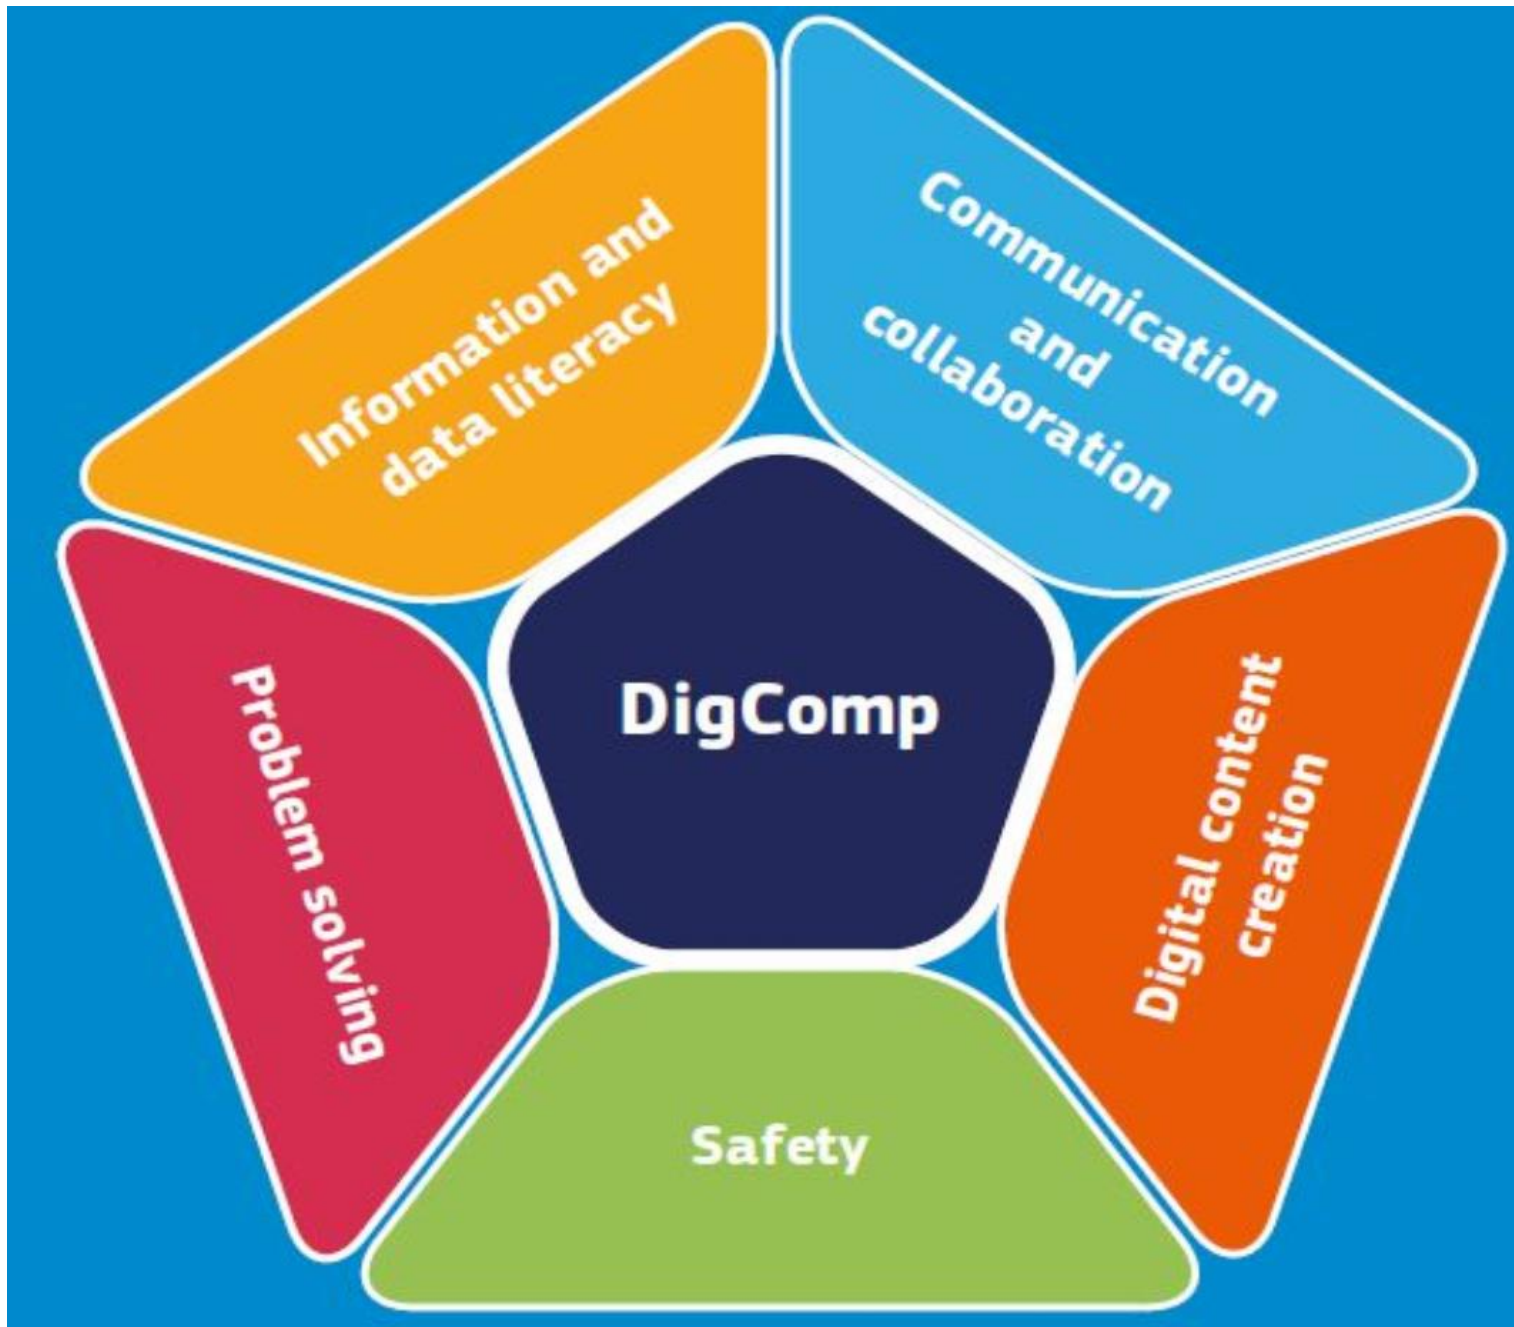 Information and
data literacy
Communication
and
collaboration
Digital content
creation
Safety
Problem solving
DigComp